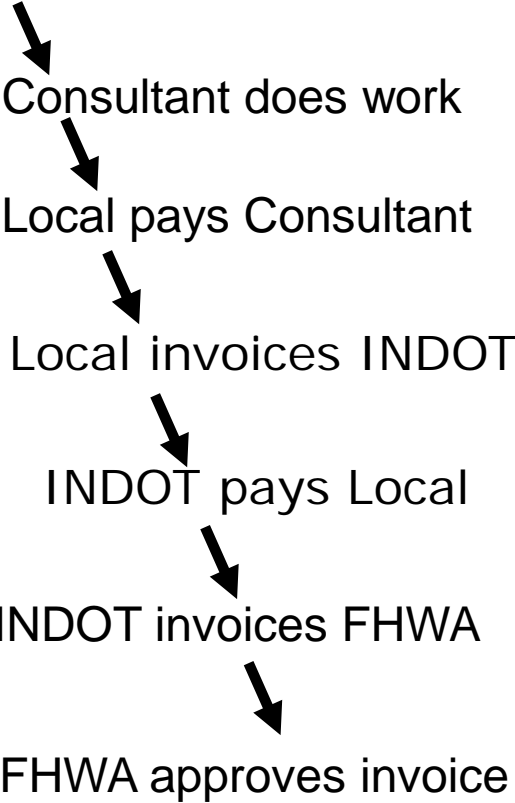 Consultant does work
Local pays Consultant
Local invoices INDOT
INDOT pays Local
INDOT invoices FHWA
FHWA approves invoice